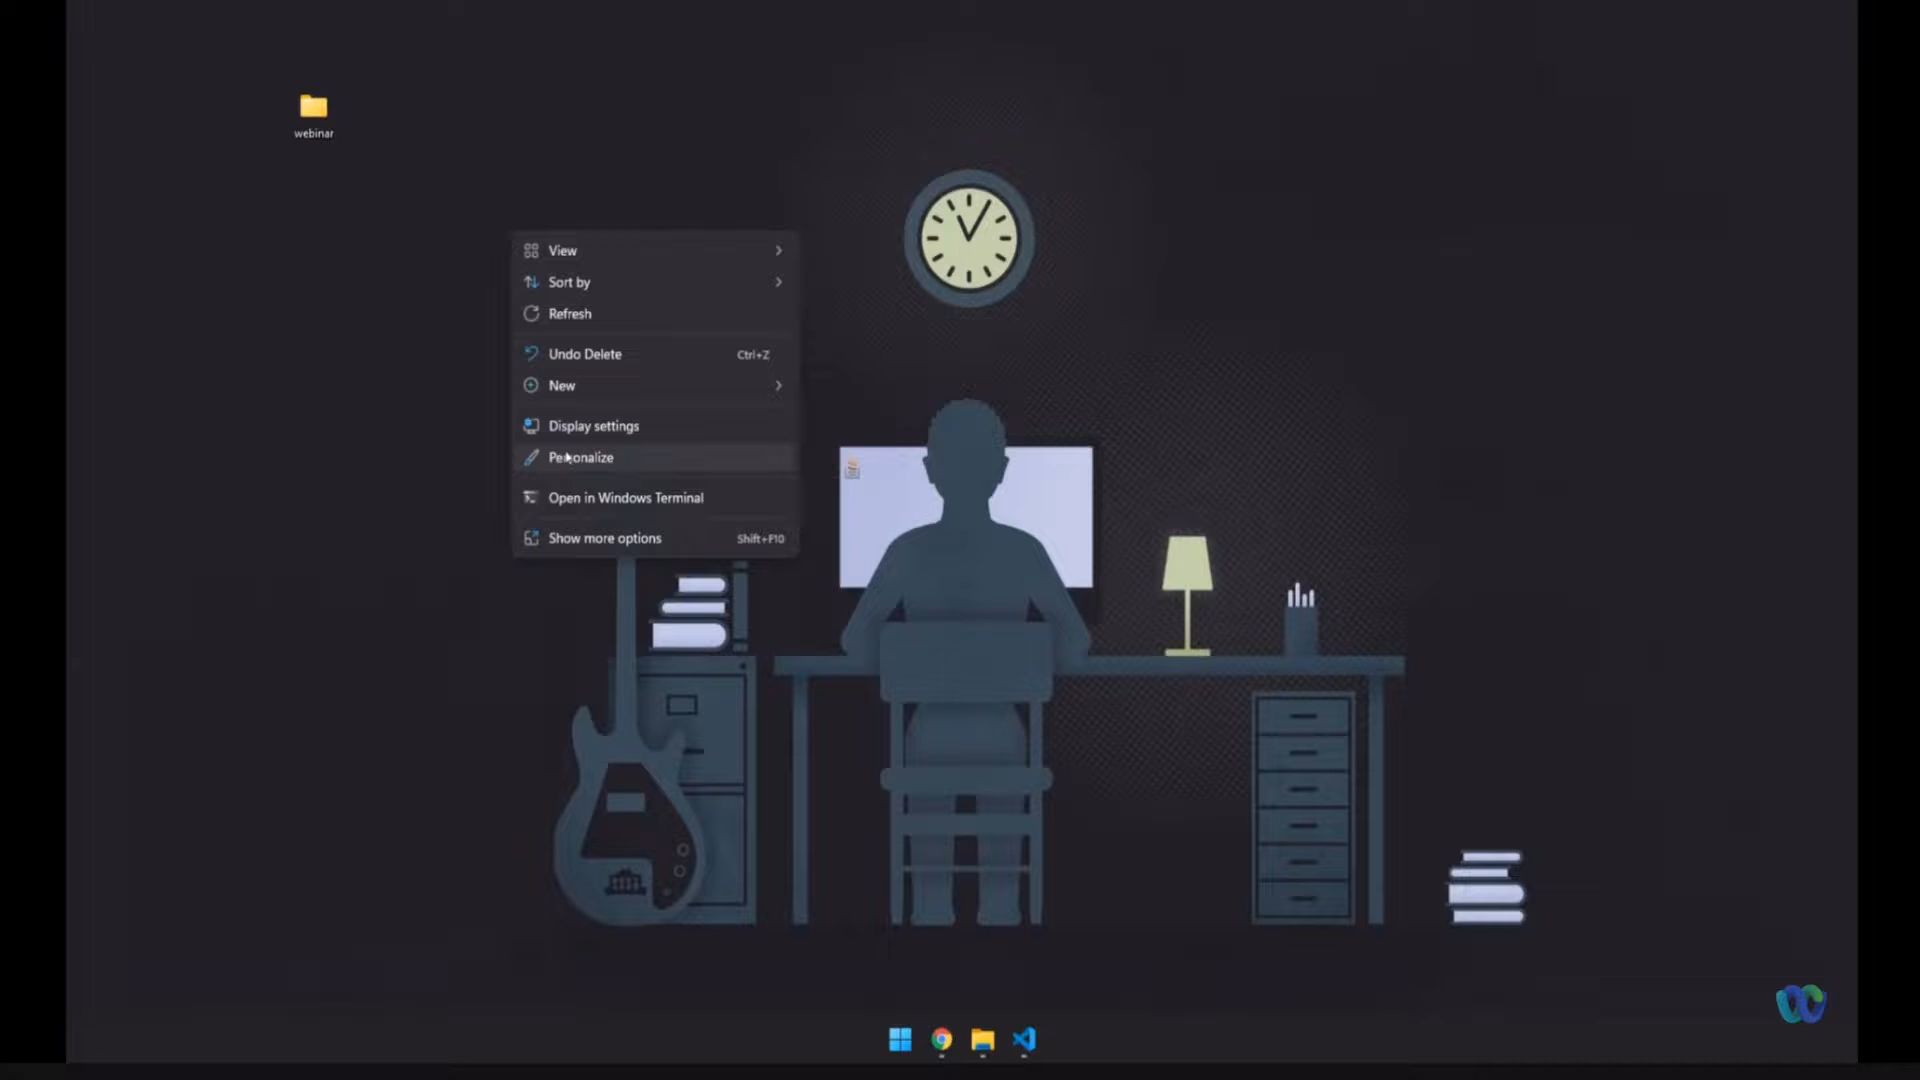 webinar
View
Sort by
Refresh
Undo Delete Ctrl+Z
New
Display settings
Personalize
Open in Windows Terminal
Show more options Shift+F10